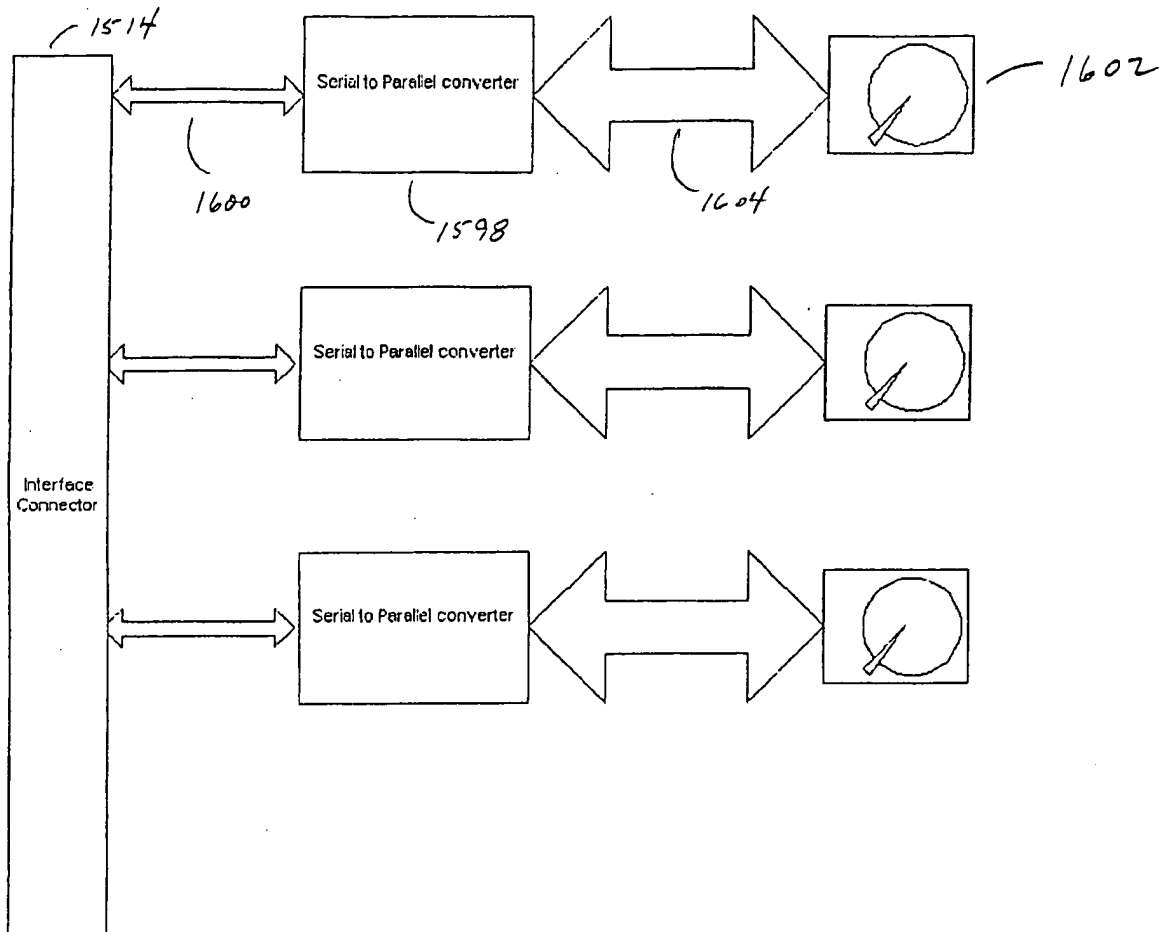 1514
Serial to Parallel converter
1602
1600
1604
1598
Serial to Parallel converter
Interface
Connector
Serial to Parallel converter